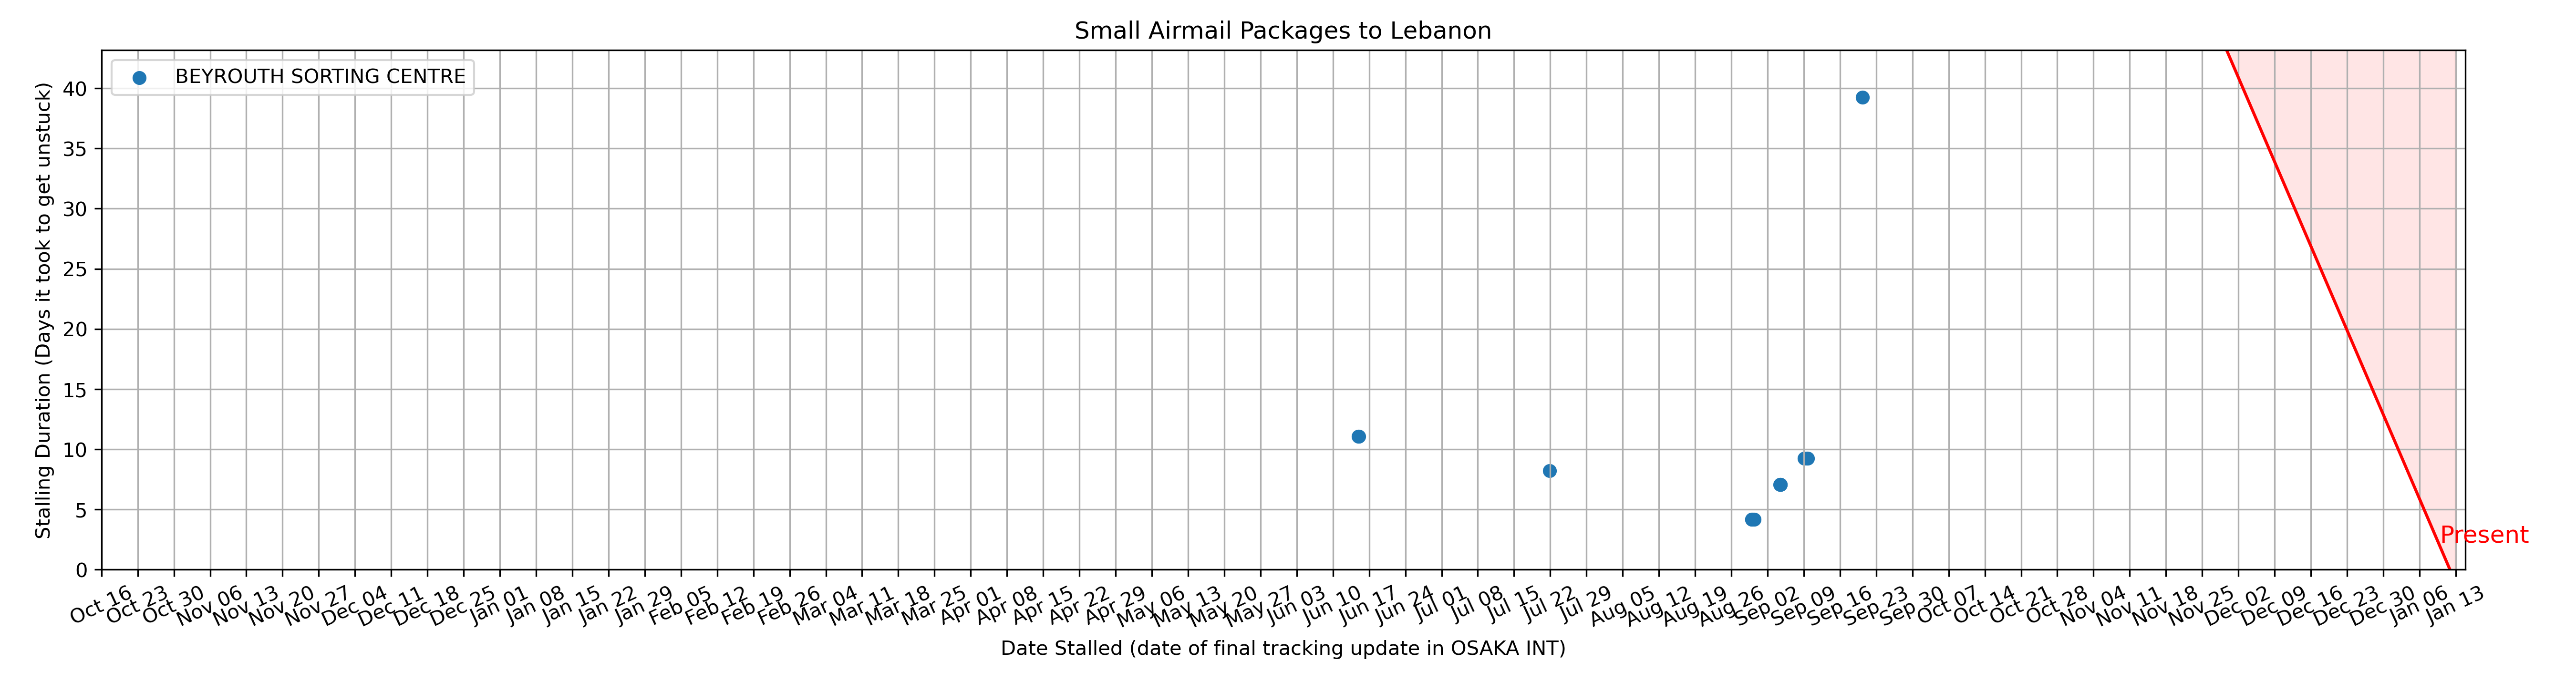 Small Airmail Packages to Lebanon
BEYROUTH SORTING CENTRE
Stalling Duration (Days it took to get unstuck)
40
35
30
25
20
15
10
5
0
Present
Oct 16
Oct 23
Oct 30
Nov 06
Nov 13
Nov 20
Nov 27
Dec 04
Dec 11
Dec 18
Dec 25
Jan 01
Jan 08
Jan 15
Jan 22
Jan 29
Feb 05
Feb 12
Feb 19
Feb 26
Mar 04
Mar 11
Mar 18
Mar 25
Apr 01
Apr 08
Apr 15
Apr 22
Apr 29
May 06
May 13
May 20
May 27
Jun 03
Jun 10
Jun 17
Jun 24
Jul 01
Jul 08
Jul 15
Jul 22
Jul 29
Aug 05
Aug 12
Aug 19
Aug 26
Sep 02
Sep 09
Sep 16
Sep 23
Sep 30
Oct 07
Oct 14
Oct 21
Oct 28
Nov 04
Nov 11
Nov 18
Nov 25
Dec 02
Dec 09
Dec 16
Dec 23
Dec 30
Jan 06
Jan 13
Date Stalled (date of final tracking update in OSAKA INT)